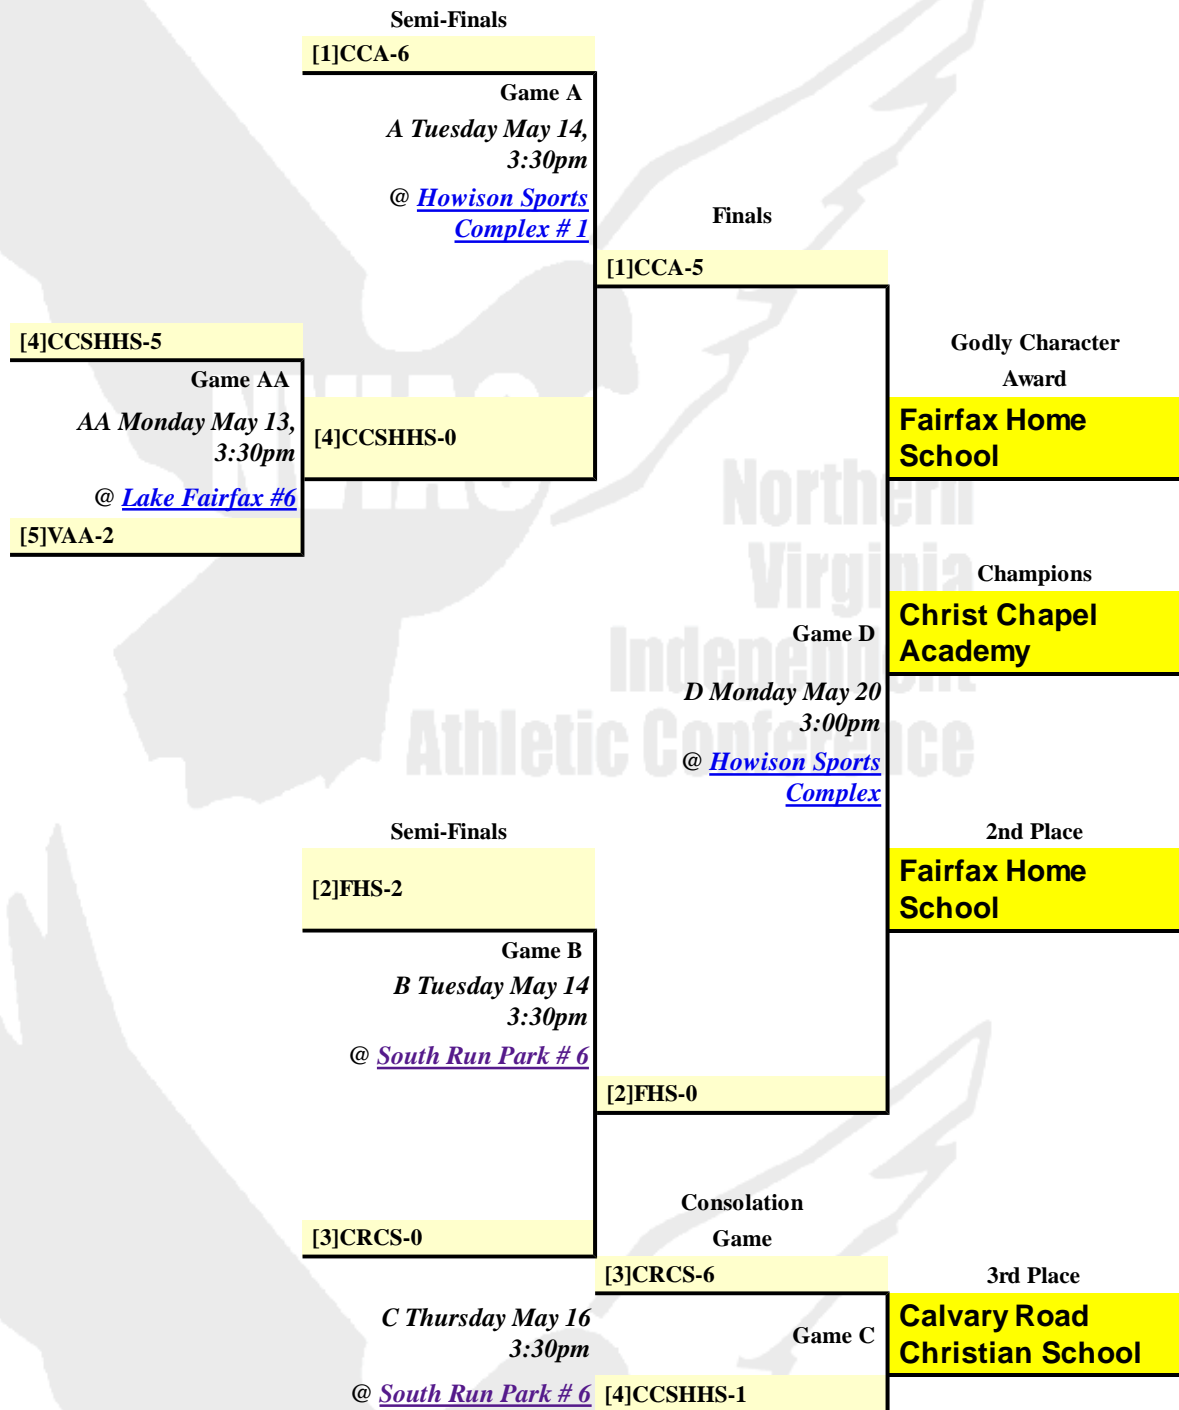 Semi-Finals
[1]CCA-6
Game A
A Tuesday May 14,
3:30pm
@ Howison Sports
Complex # 1
Finals
[1]CCA-5
[4]CCSHHS-5
Game AA
AA Monday May 13,
3:30pm
@ Lake Fairfax #6
[5]VAA-2
[4]CCSHHS-0
Godly Character
Award
Fairfax Home
School
Northern
Virginia
Independent
Athletic Conference
Champions
Christ Chapel
Academy
Game D
D Monday May 20
3:00pm
@ Howison Sports
Complex
Semi-Finals
[2]FHS-2
Game B
B Tuesday May 14
3:30pm
@ South Run Park # 6
2nd Place
Fairfax Home
School
[2]FHS-0
[3]CRCS-0
Consolation
Game
[3]CRCS-6
C Thursday May 16
3:30pm
@ South Run Park # 6
Game C
[4]CCSHHS-1
3rd Place
Calvary Road
Christian School